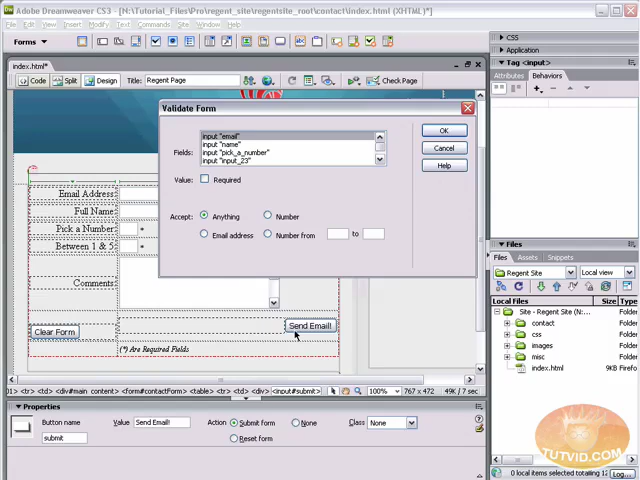 Adobe Dreamweaver CS3 - [N:\Tutorial_Files\Pro\regent_site\regentsite_root\contact\index.html (XHTML)*]
File Edit View Insert Modify Text Commands Site Window Help
Forms
CSS
Application
Tag <input>
Attributes Behaviors
index.html*
Code Split Design Title: Regent Page Check Page
Validate Form
Fields:
input "email"
input "name"
input "pick_a_number"
input "input_23"
Value: Required
Accept: Anything Number
Email address Number from to
OK
Cancel
Help
Email Address:
Full Name:
Pick a Number: *
Between 1 & 5: *
Comments
Clear Form
Send Email!
(*) Are Required Fields
<tr> <td> <div#main_content> <form#contactForm> <table> <tr> <td> <input#submit> 100% 767 x 472 49K / 7 sec
Properties
Button name
submit
Value Send Email!
Action Submit form None
Reset form
Class None
Files
Files Assets Snippets
Regent Site Local view
Local Files Size Type
Site - Regent Site (N:...
contact Folder
css Folder
images Folder
misc Folder
index.html 9KB Firefo
TUTVID.COM
0 local items selected totalling 12
Log...